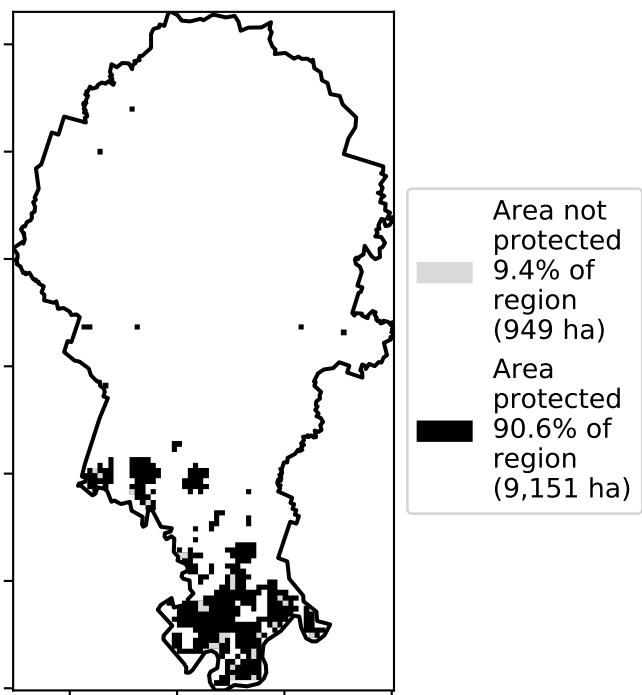 Area not
protected
9.4% of
region
(949 ha)
Area
protected
90.6% of
region
(9,151 ha)